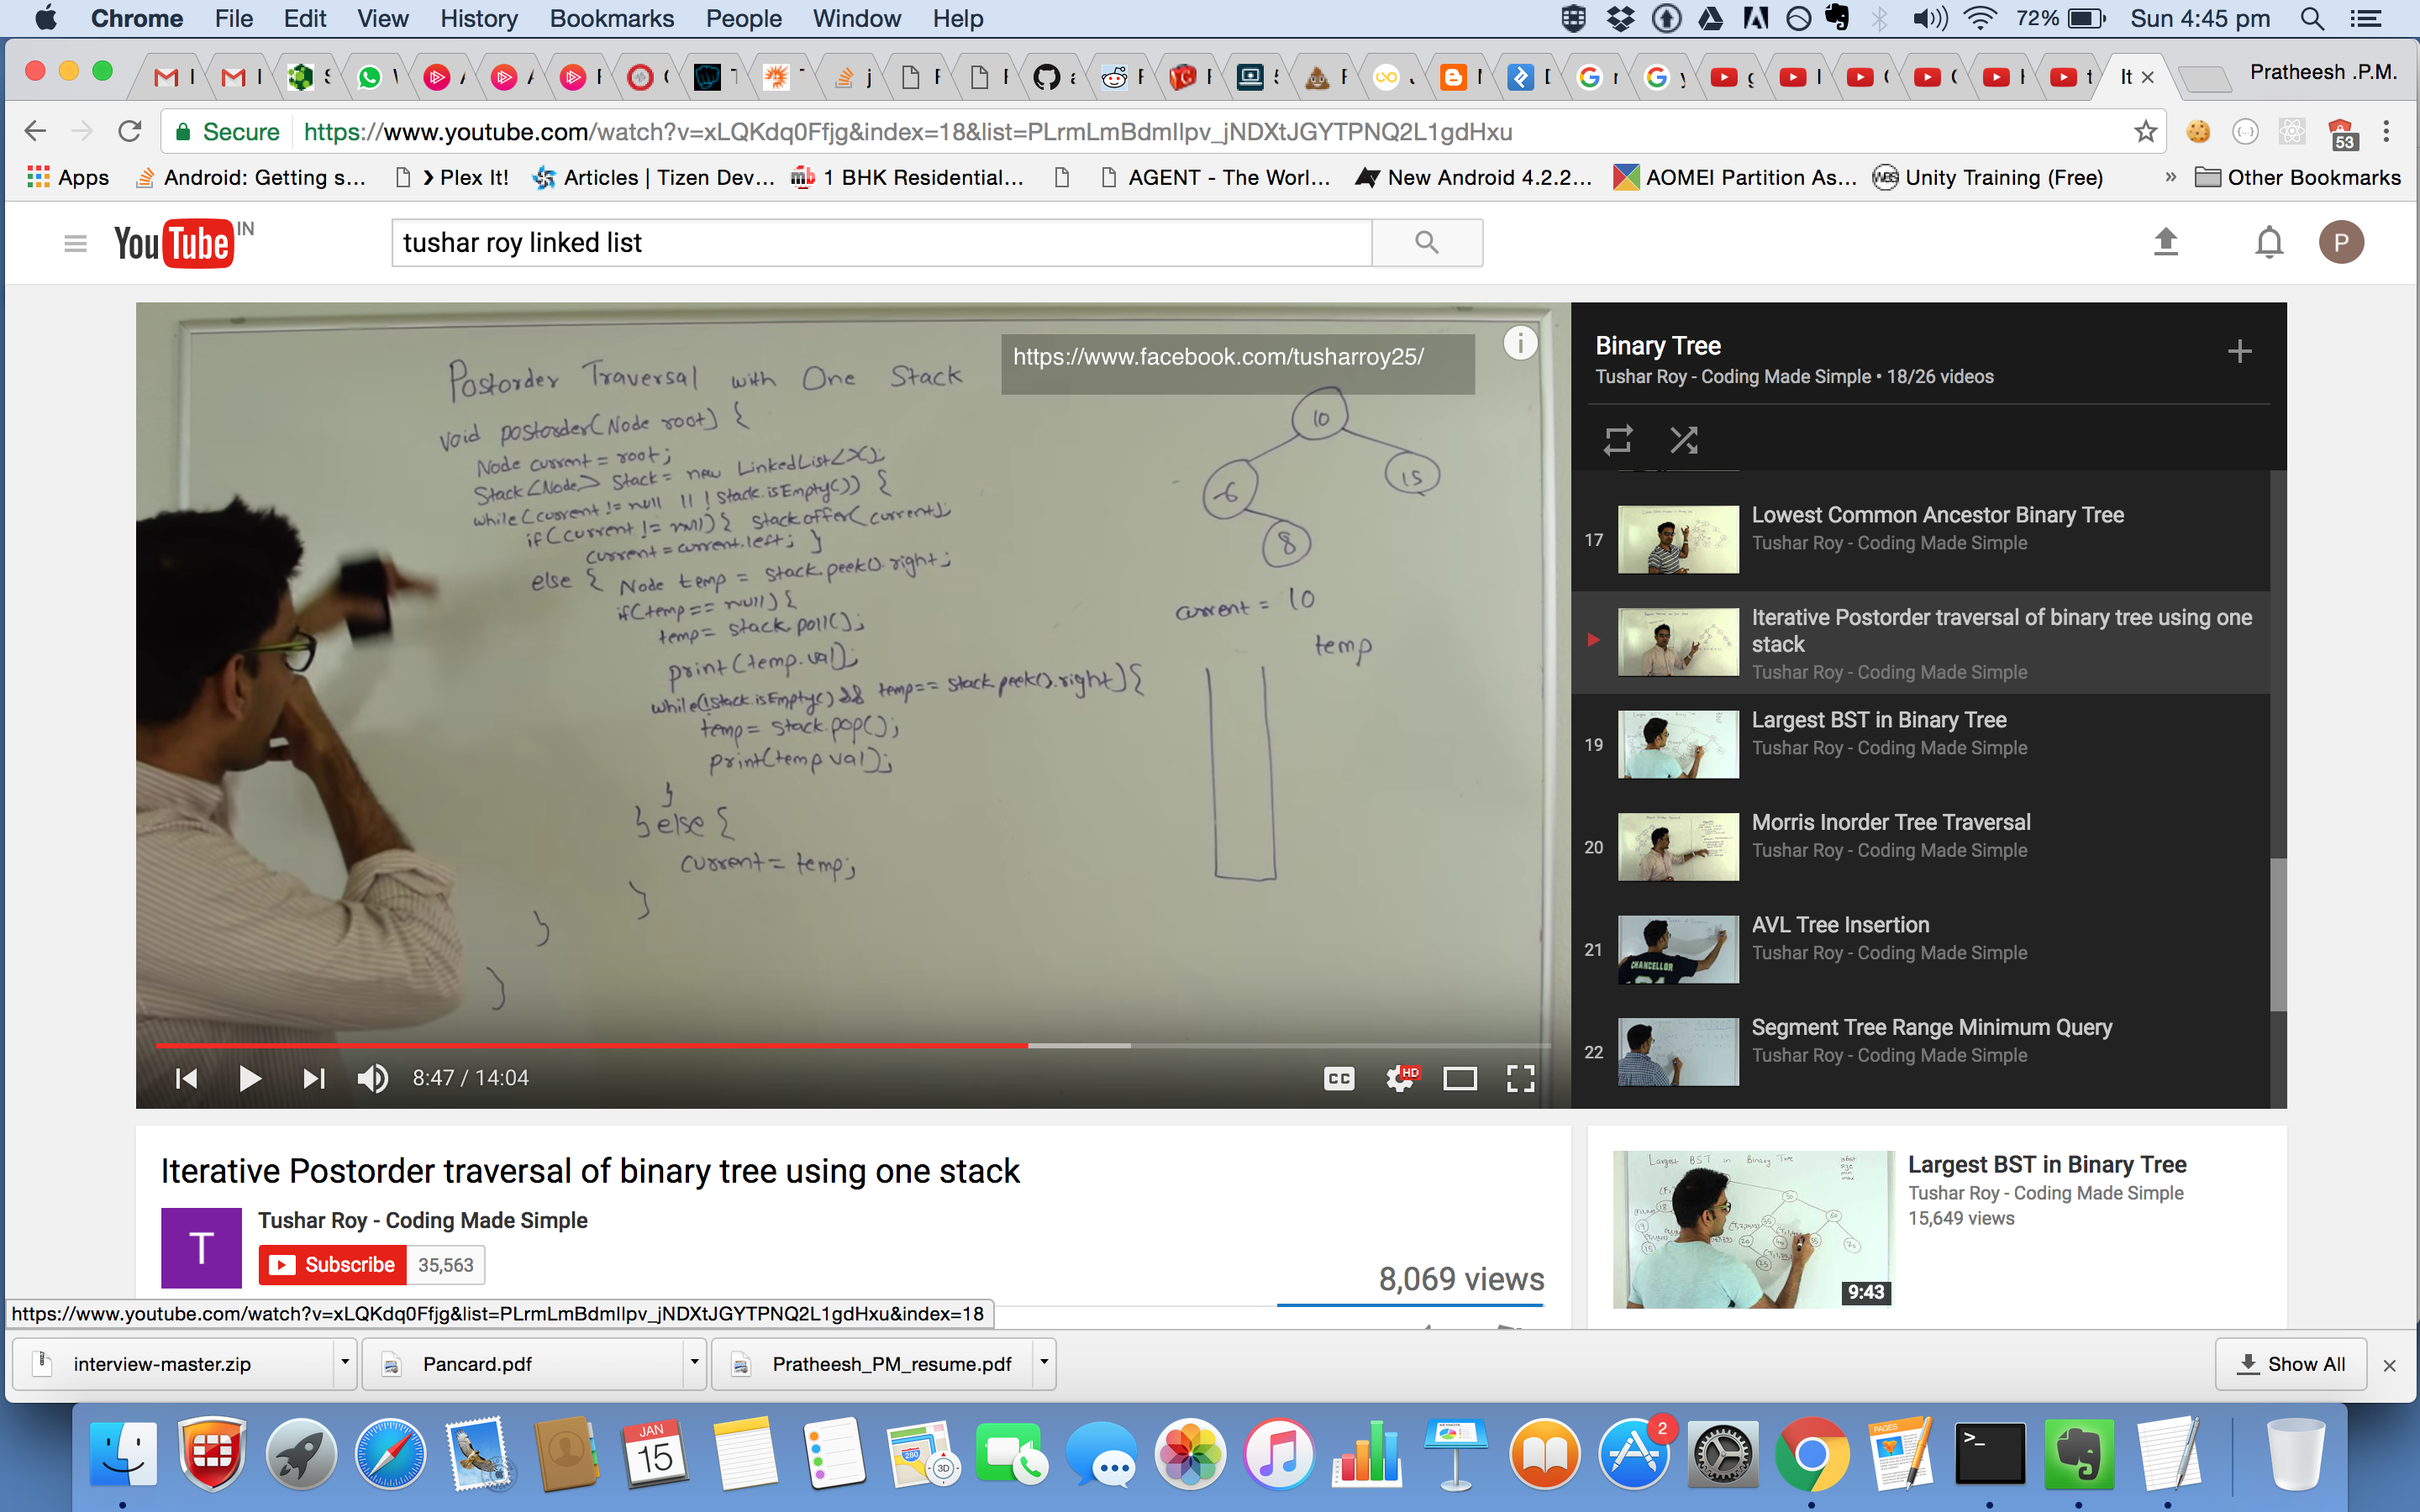 Chrome File Edit View History Bookmarks People Window Help 72% Sun 4:45 pm
Pratheesh .P.M.
Secure https://www.youtube.com/watch?v=xLQKdq0Ffjg&index=18&list=PLrmLmBdmIlpv_jNDXtJGYTPNQ2L1gdHxu
53
Apps Android: Getting s... › Plex It! Articles | Tizen Dev... 1 BHK Residential... AGENT - The Worl... New Android 4.2.2... AOMEI Partition As... Unity Training (Free) » Other Bookmarks
YouTube IN
tushar roy linked list
P
https://www.facebook.com/tusharroy25/
Postorder Traversal with One Stack
void postorder(Node root) {
Node current = root;
Stack<Node> stack = new LinkedList<>();
while(current != null || !stack.isEmpty()) {
if(current != null) { stack.offer(current);
current = current.left; }
else { Node temp = stack.peek().right;
if(temp == null) {
temp = stack.poll();
print(temp.val);
while(!stack.isEmpty() && temp == stack.peek().right) {
temp = stack.pop();
print(temp.val);
}
} else {
current = temp;
}
}
}
10
-6
15
8
current = 10
temp
8:47 / 14:04
CC
HD
Binary Tree
Tushar Roy - Coding Made Simple • 18/26 videos
17
Lowest Common Ancestor Binary Tree
Tushar Roy - Coding Made Simple
Iterative Postorder traversal of binary tree using one
stack
Tushar Roy - Coding Made Simple
19
Largest BST in Binary Tree
Tushar Roy - Coding Made Simple
20
Morris Inorder Tree Traversal
Tushar Roy - Coding Made Simple
21
CHANCELLOR
AVL Tree Insertion
Tushar Roy - Coding Made Simple
22
Segment Tree Range Minimum Query
Tushar Roy - Coding Made Simple
Iterative Postorder traversal of binary tree using one stack
T
Tushar Roy - Coding Made Simple
Subscribe 35,563
8,069 views
Largest BST in Binary Tree
9:43
Largest BST in Binary Tree
Tushar Roy - Coding Made Simple
15,649 views
https://www.youtube.com/watch?v=xLQKdq0Ffjg&list=PLrmLmBdmIlpv_jNDXtJGYTPNQ2L1gdHxu&index=18
interview-master.zip Pancard.pdf Pratheesh_PM_resume.pdf Show All
JAN
15
280
3D
2
PAGES
>_